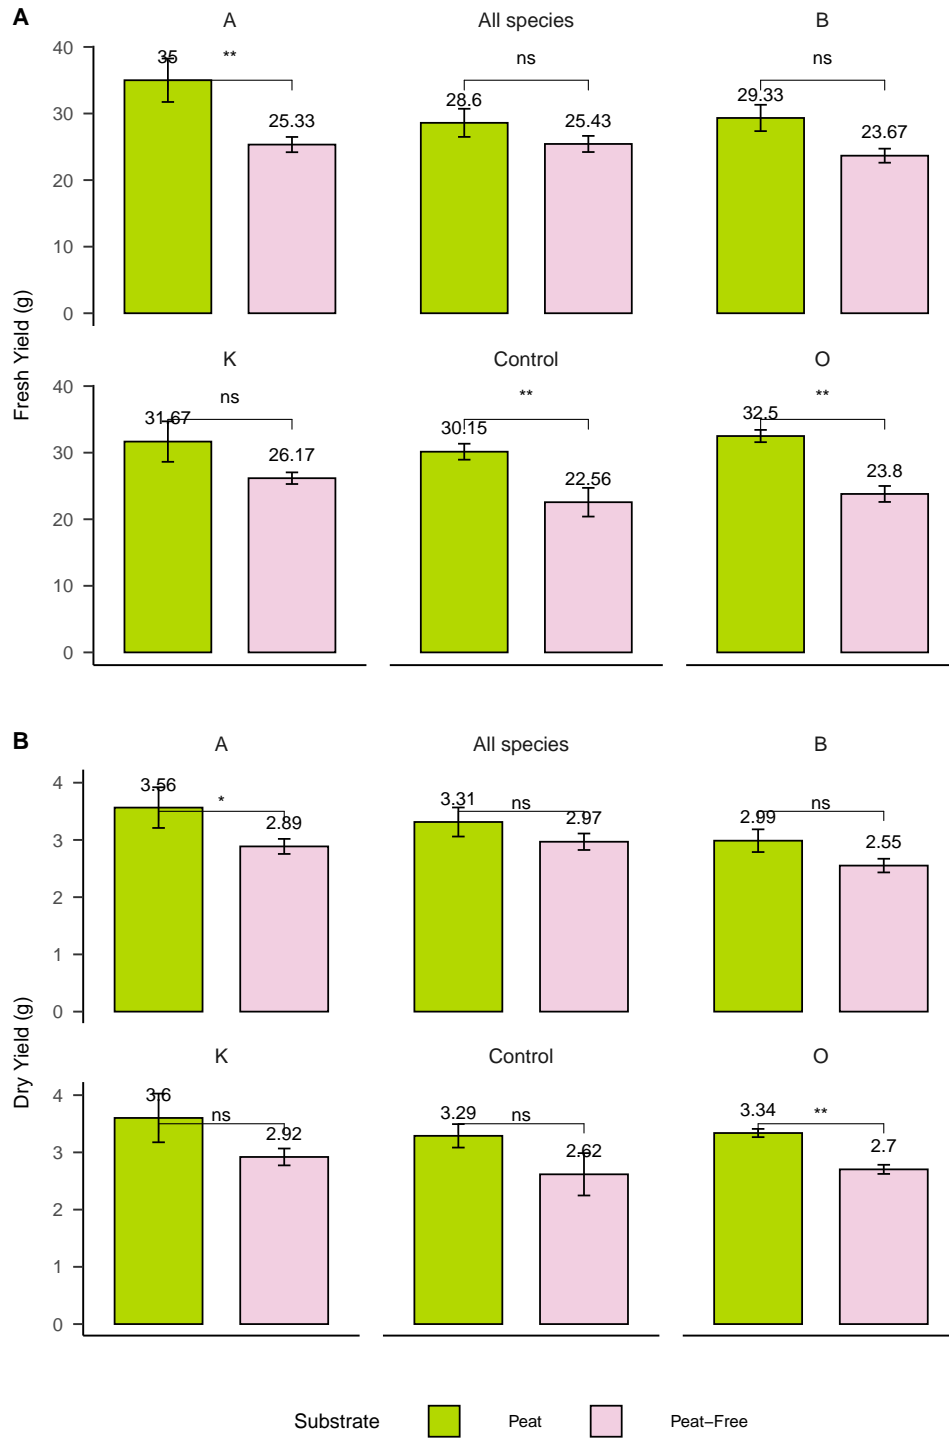 A
A
All species
B
40
30
20
10
0
35
**
25.33
28.6
ns
25.43
29.33
ns
23.67
Fresh Yield (g)
K
Control
O
40
30
20
10
0
31.67
ns
26.17
30.15
**
22.56
32.5
**
23.8
B
A
All species
B
4
3
2
1
0
3.56
*
2.89
3.31
ns
2.97
2.99
ns
2.55
Dry Yield (g)
K
Control
O
4
3
2
1
0
3.6
ns
2.92
3.29
ns
2.62
3.34
**
2.7
Substrate Peat Peat–Free